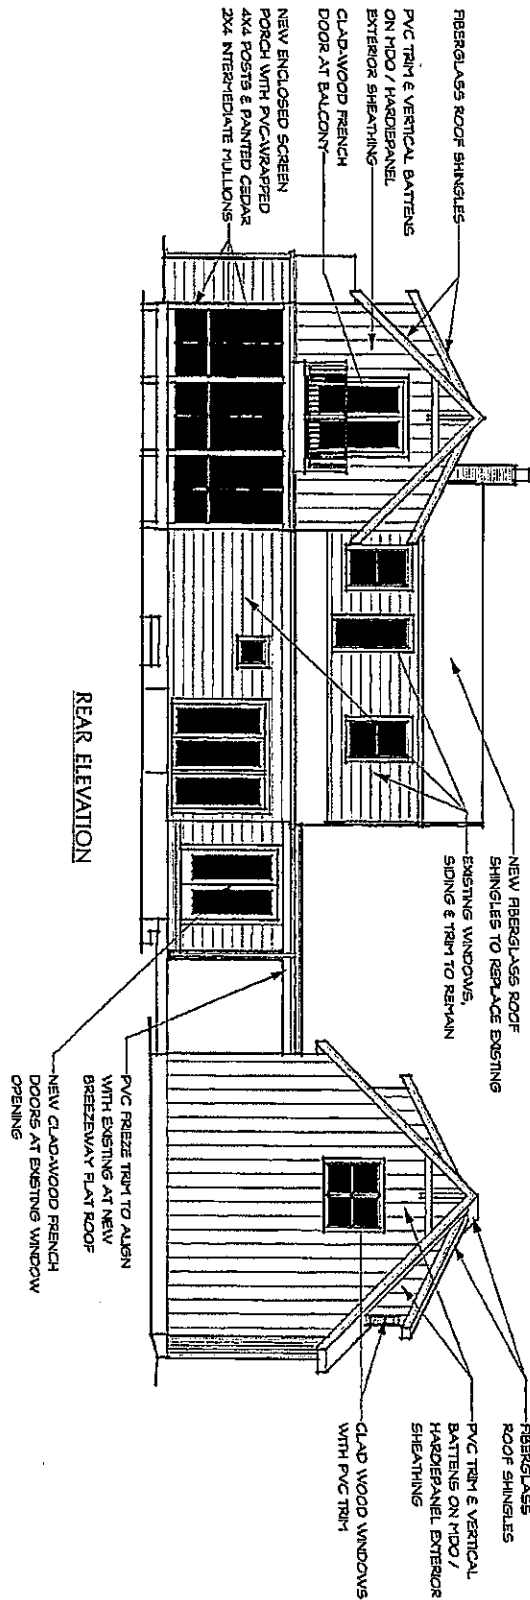 FIBERGLASS ROOF SHINGLES
PVC TRIM & VERTICAL BATTENS
ON MDO / HARDIEPANEL
EXTERIOR SHEATHING
CLAD-WOOD FRENCH
DOOR AT BALCONY
NEW ENCLOSED SCREEN
PORCH WITH PVC-WRAPPED
4X4 POSTS & PAINTED CEDAR
2X4 INTERMEDIATE MULLIONS
NEW FIBERGLASS ROOF
SHINGLES TO REPLACE EXISTING
EXISTING WINDOWS,
SIDING & TRIM TO REMAIN
FIBERGLASS
ROOF SHINGLES
PVC TRIM & VERTICAL
BATTENS ON MDO /
HARDIEPANEL EXTERIOR
SHEATHING
CLAD WOOD WINDOWS
WITH PVC TRIM
PVC FRIEZE TRIM TO ALIGN
WITH EXISTING AT NEW
BREEZEWAY FLAT ROOF
NEW CLAD-WOOD FRENCH
DOORS AT EXISTING WINDOW
OPENING
REAR ELEVATION